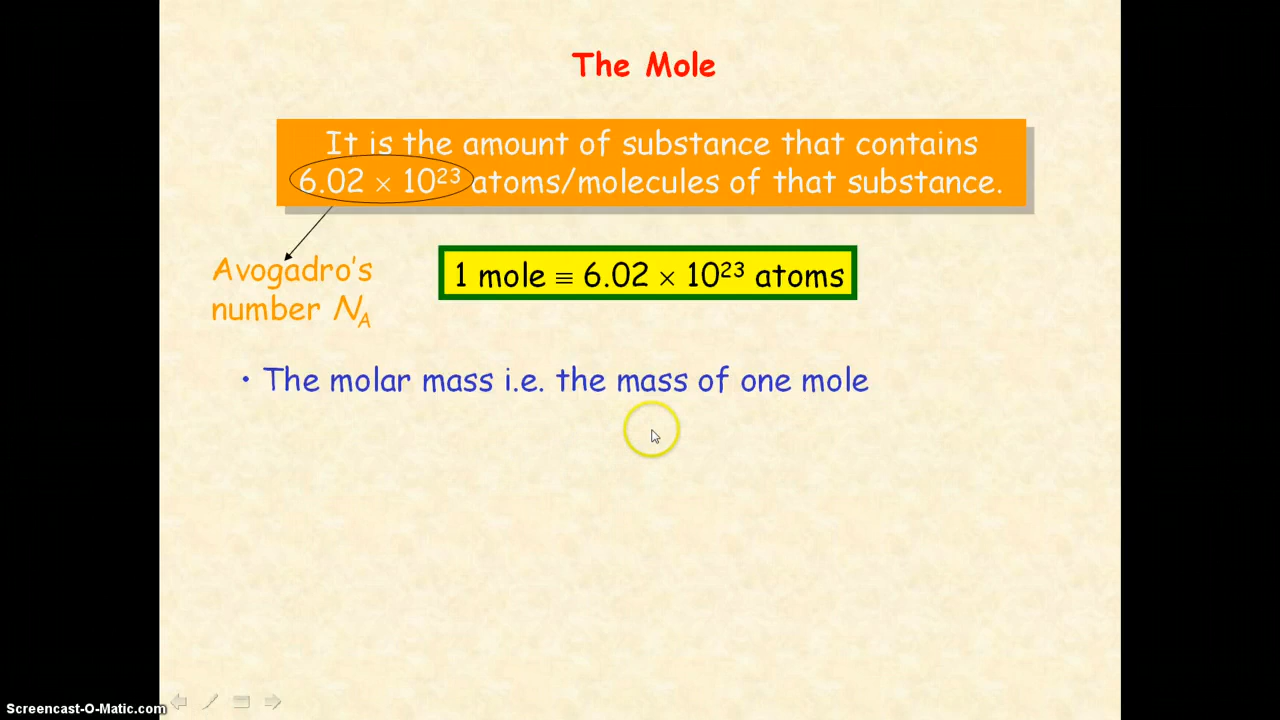 The Mole
It is the amount of substance that contains
6.02 × 10²³ atoms/molecules of that substance.
Avogadro's
number N_A
1 mole ≡ 6.02 × 10²³ atoms
• The molar mass i.e. the mass of one mole
Screencast-O-Matic.com